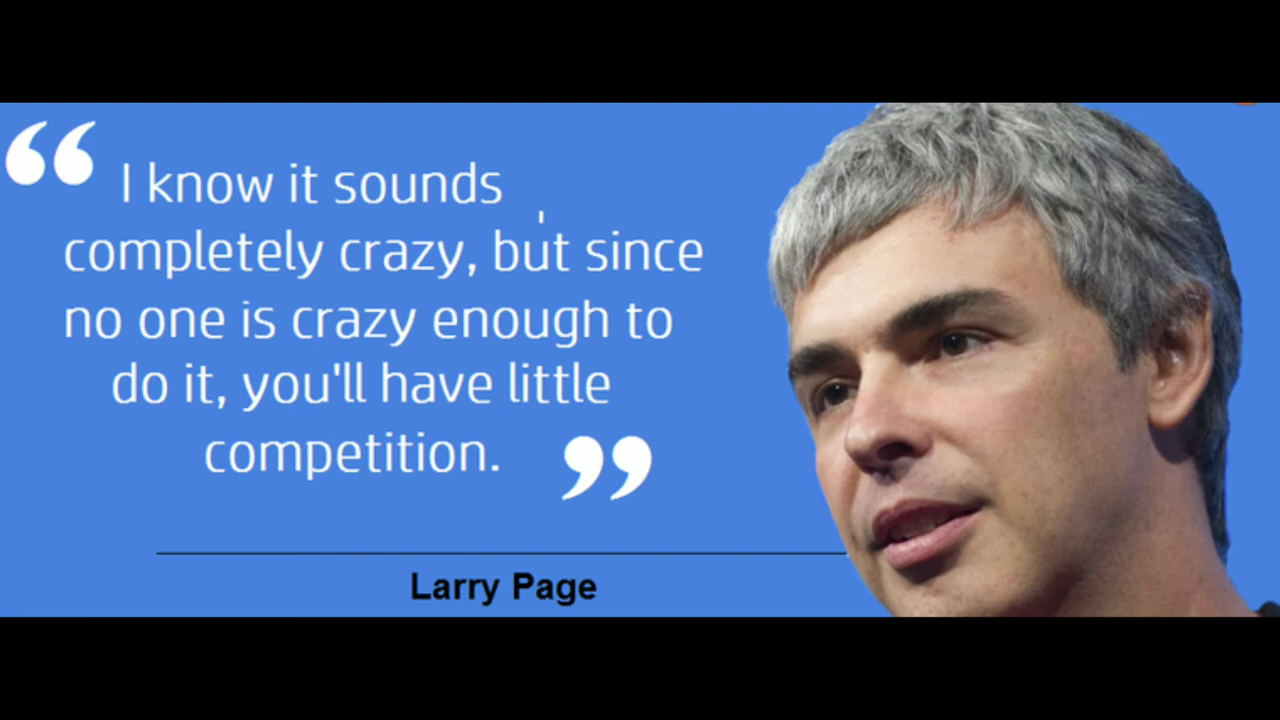 “ I know it sounds
completely crazy, but since
no one is crazy enough to
do it, you'll have little
competition. ”
Larry Page